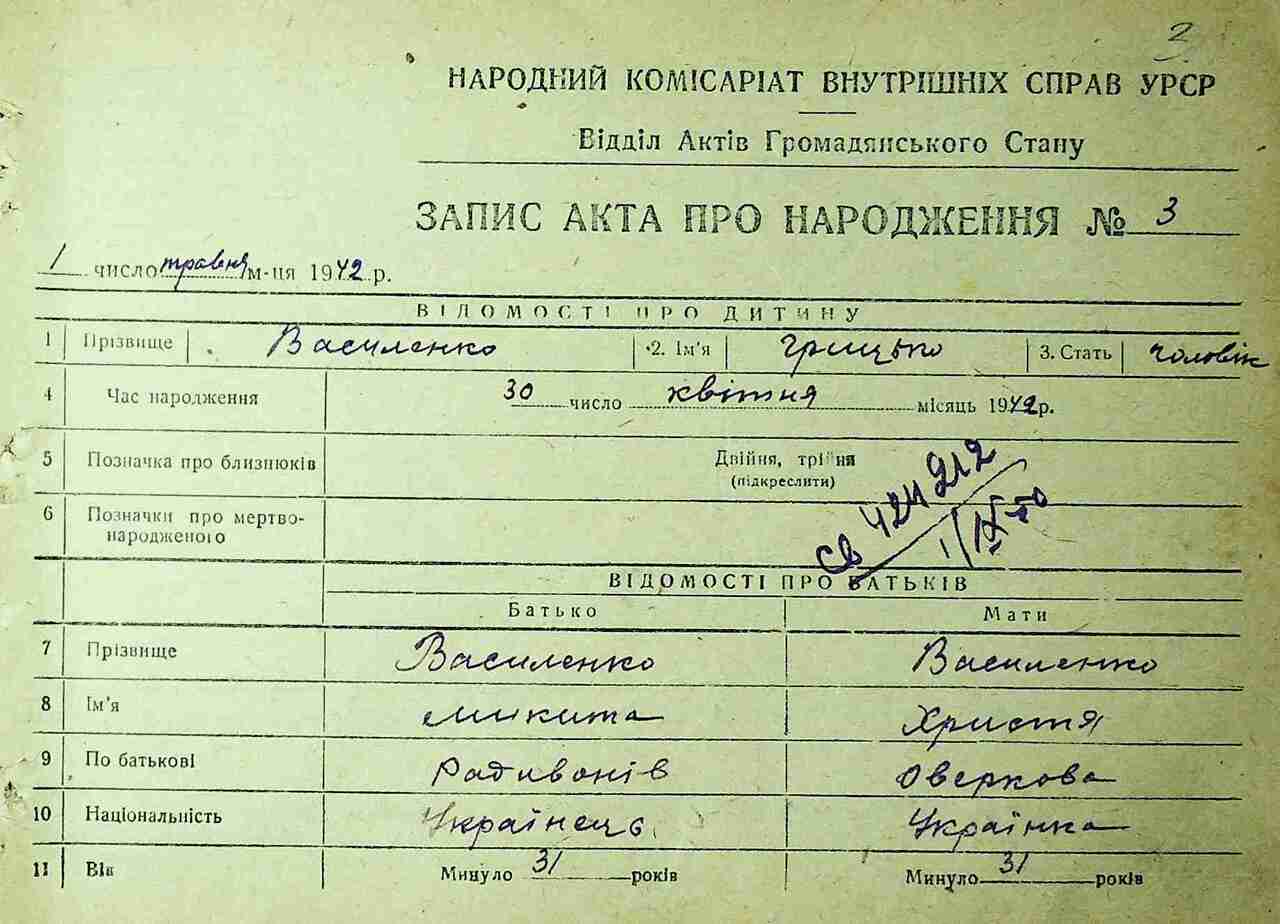 2
НАРОДНИЙ КОМІСАРІАТ ВНУТРІШНІХ СПРАВ УРСР
Відділ Актів Громадянського Стану
ЗАПИС АКТА ПРО НАРОДЖЕННЯ № 3
1 число травня м-ця 1942 р.
ВІДОМОСТІ ПРО ДИТИНУ
1 Прізвище Василенко 2. Ім'я Грицько 3. Стать чоловік
4 Час народження 30 число квітня місяць 1942 р.
5 Позначка про близнюків Двійня, трійня
(підкреслити)
6 Позначки про мертво-
народженого
Св 424212
1/IX 50
ВІДОМОСТІ ПРО БАТЬКІВ
Батько Мати
7 Прізвище Василенко Василенко
8 Ім'я Микита Христя
9 По батькові Радивонів Оверкова
10 Національність Українець Українка
11 Вік Минуло 31 років Минуло 31 років